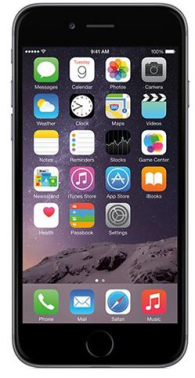 9:41 AM 100%
Tuesday
9
Messages Calendar Photos Camera
Weather Clock Maps Videos
Notes Reminders Stocks Game Center
Newsstand iTunes Store App Store iBooks
Health Passbook Settings
Phone Mail Safari Music